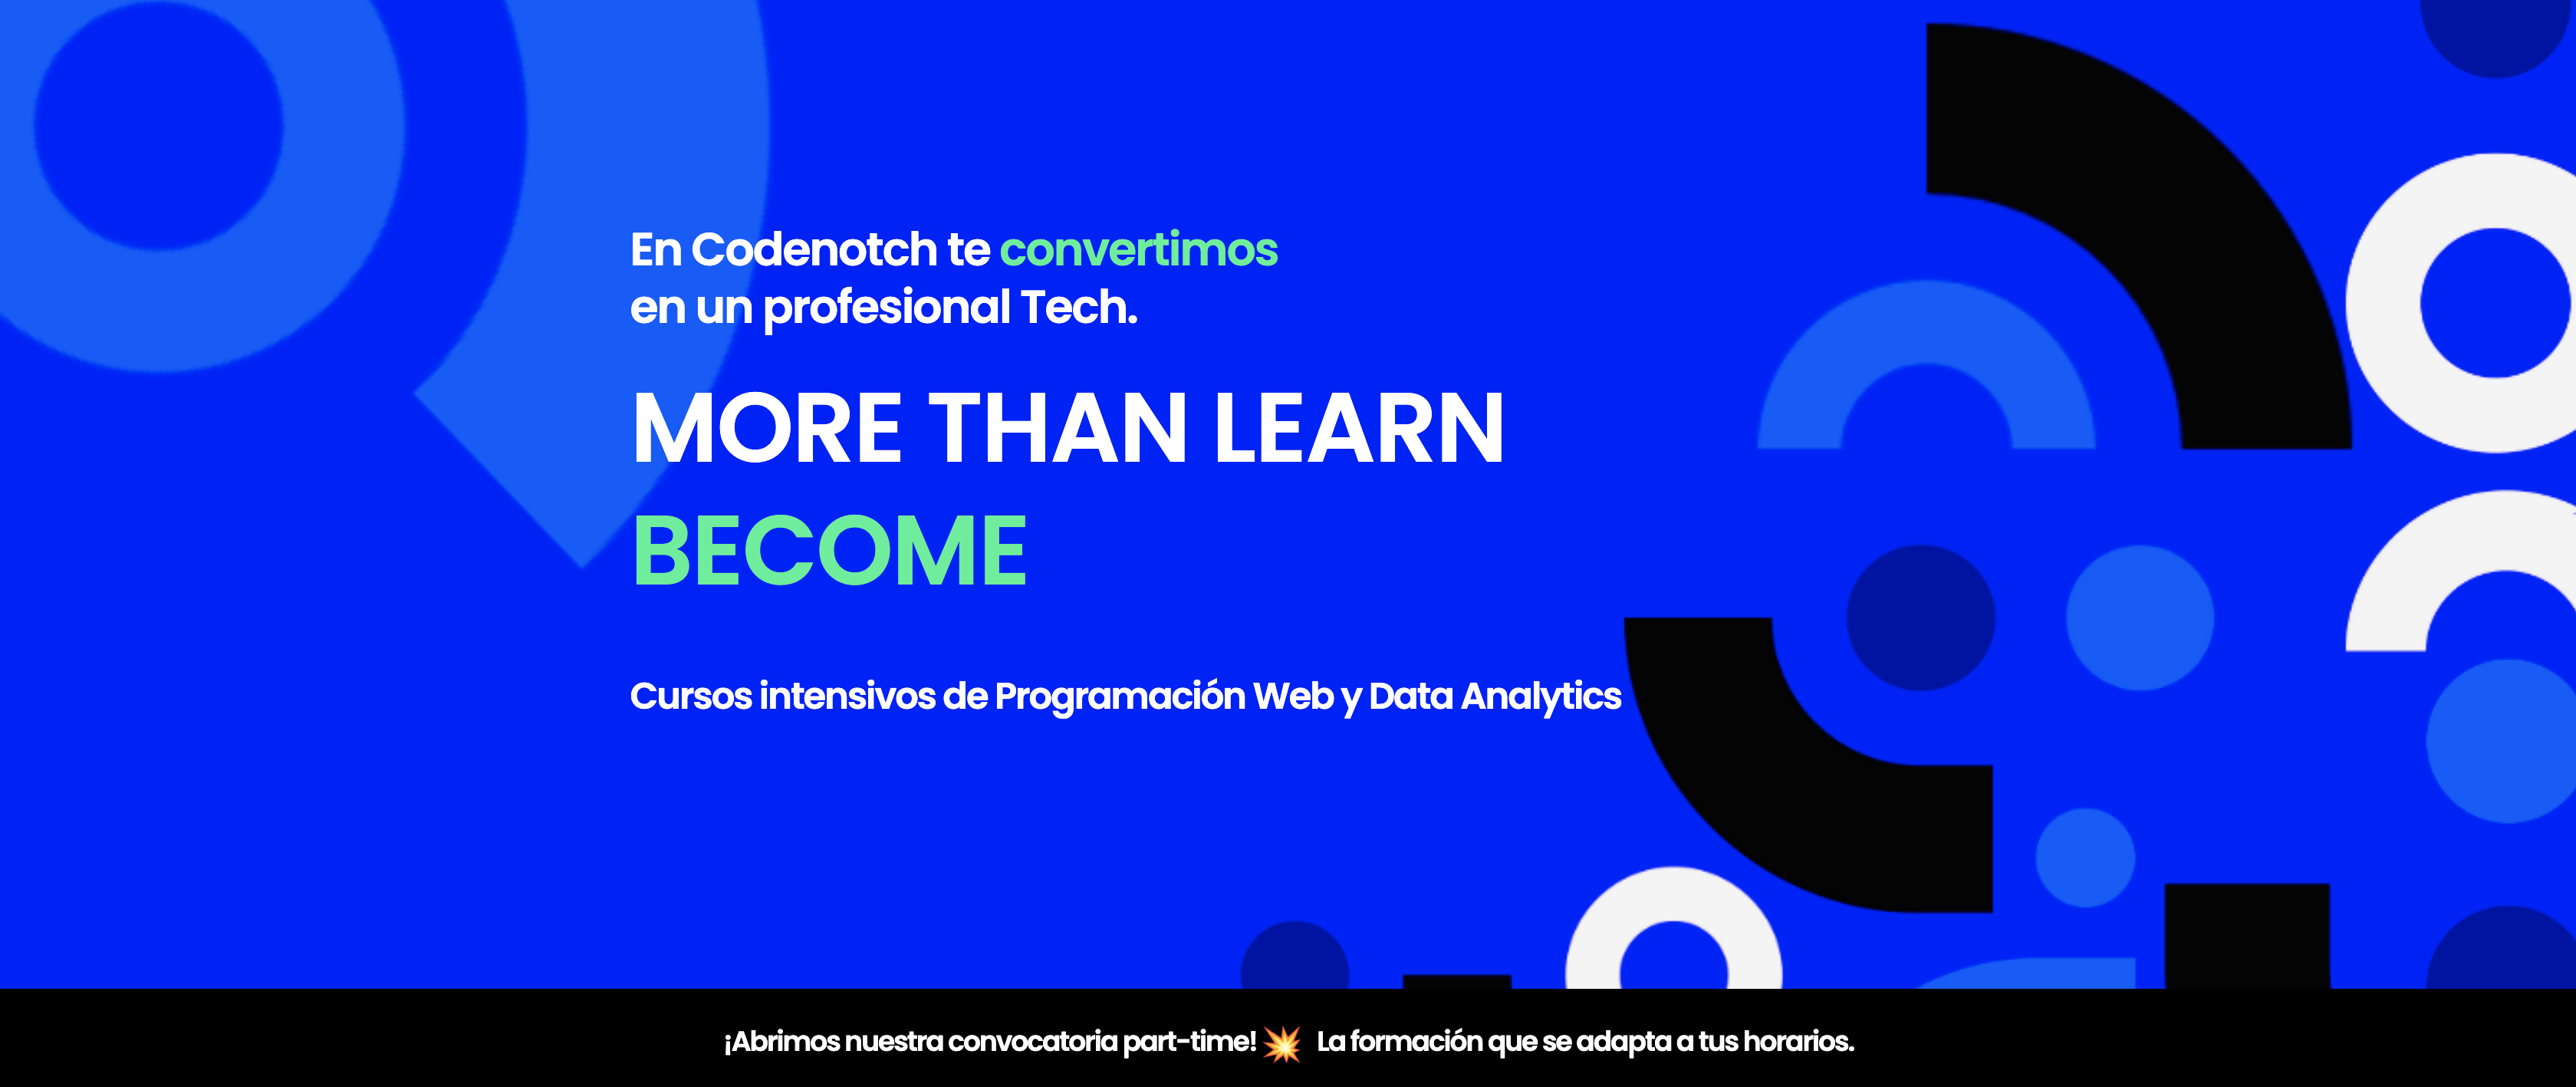 En Codenotch te convertimos
en un profesional Tech.
MORE THAN LEARN
BECOME
Cursos intensivos de Programación Web y Data Analytics
¡Abrimos nuestra convocatoria part-time!💥 La formación que se adapta a tus horarios.